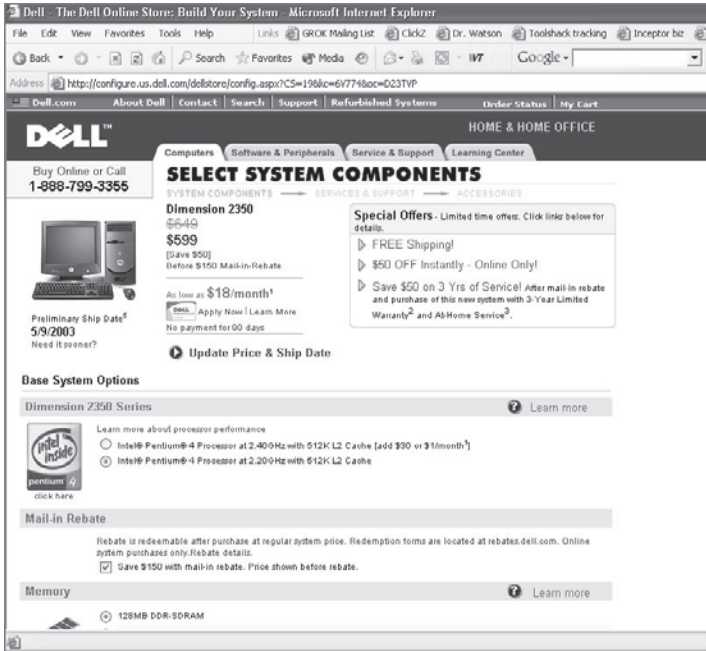 Dell - The Dell Online Store: Build Your System - Microsoft Internet Explorer
File Edit View Favorites Tools Help Links GROK Mailing List ClickZ Dr. Watson Toolshack tracking Inceptor biz
Back Search Favorites Media Google
Address http://configure.us.dell.com/dellstore/config.aspx?CS=19&kc=6V774&oc=D23TVP
Dell.com About Dell Contact Search Support Refurbished Systems Order Status My Cart
DELL™
HOME & HOME OFFICE
Computers Software & Peripherals Service & Support Learning Center
Buy Online or Call
1-888-799-3355
SELECT SYSTEM COMPONENTS
SYSTEM COMPONENTS SERVICES & SUPPORT ACCESSORIES
Dimension 2350
$649
$599
[Save $50]
Before $150 Mail-in-Rebate
As low as $18/month¹
DELL Apply Now | Learn More
No payment for 90 days
Special Offers - Limited time offers. Click links below for
details.
FREE Shipping!
$50 OFF Instantly - Online Only!
Save $50 on 3 Yrs of Service! After mail in rebate
and purchase of this new system with 3-Year Limited
Warranty² and At-Home Service³.
Preliminary Ship Date⁵
5/9/2003
Need it sooner?
Update Price & Ship Date
Base System Options
Dimension 2350 Series Learn more
Learn more about processor performance
Intel® Pentium® 4 Processor at 2.40GHz with 512K L2 Cache [add $30 or $1/month¹]
Intel® Pentium® 4 Processor at 2.20GHz with 512K L2 Cache
intel inside
pentium 4
click here
Mail-in Rebate
Rebate is redeemable after purchase at regular system price. Redemption forms are located at rebates.dell.com. Online
system purchases only.Rebate details.
Save $150 with mail-in rebate. Price shown before rebate.
Memory Learn more
128MB DDR-SDRAM